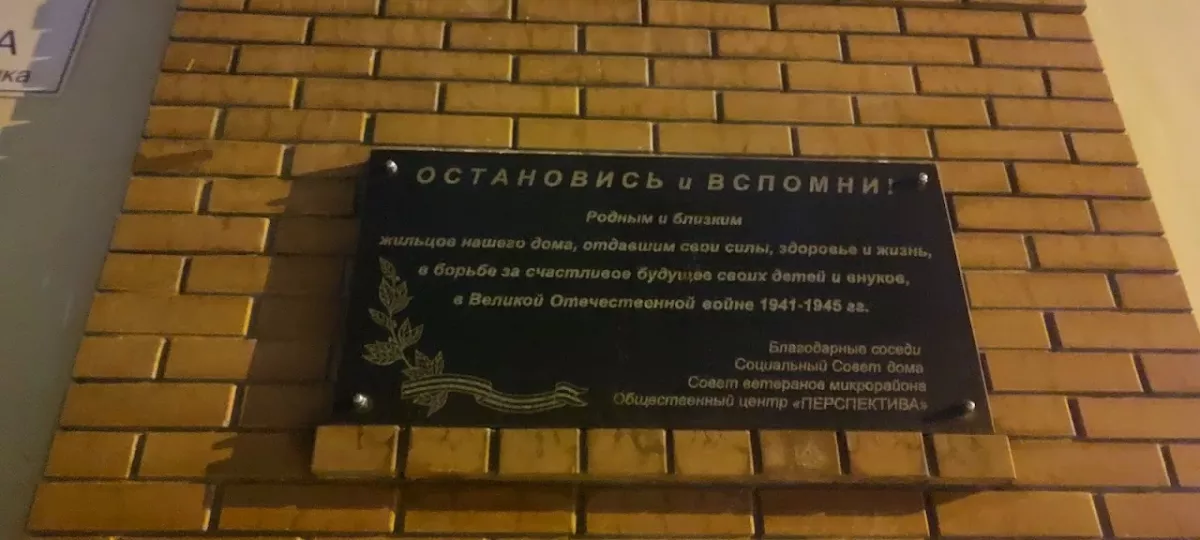 А
ка
ОСТАНОВИСЬ и ВСПОМНИ!
Родным и близким
жильцов нашего дома, отдавшим свои силы, здоровье и жизнь,
в борьбе за счастливое будущее своих детей и внуков,
в Великой Отечественной войне 1941-1945 гг.
Благодарные соседи
Социальный Совет дома
Совет ветеранов микрорайона
Общественный центр «ПЕРСПЕКТИВА»